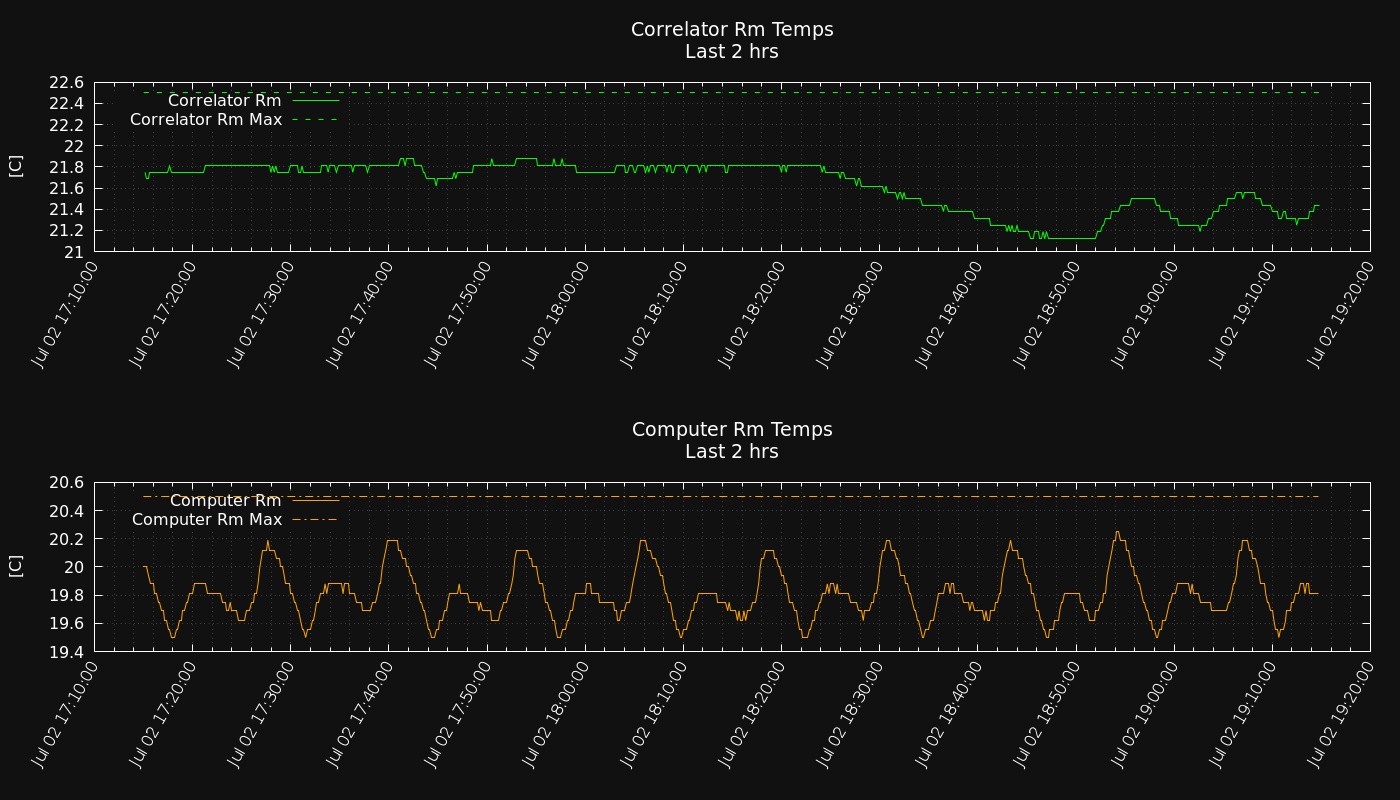 Correlator Rm Temps
Last 2 hrs
[C]
22.6
22.4
22.2
22
21.8
21.6
21.4
21.2
21
Correlator Rm
Correlator Rm Max
Jul 02 17:10:00
Jul 02 17:20:00
Jul 02 17:30:00
Jul 02 17:40:00
Jul 02 17:50:00
Jul 02 18:00:00
Jul 02 18:10:00
Jul 02 18:20:00
Jul 02 18:30:00
Jul 02 18:40:00
Jul 02 18:50:00
Jul 02 19:00:00
Jul 02 19:10:00
Jul 02 19:20:00
Computer Rm Temps
Last 2 hrs
[C]
20.6
20.4
20.2
20
19.8
19.6
19.4
Computer Rm
Computer Rm Max
Jul 02 17:10:00
Jul 02 17:20:00
Jul 02 17:30:00
Jul 02 17:40:00
Jul 02 17:50:00
Jul 02 18:00:00
Jul 02 18:10:00
Jul 02 18:20:00
Jul 02 18:30:00
Jul 02 18:40:00
Jul 02 18:50:00
Jul 02 19:00:00
Jul 02 19:10:00
Jul 02 19:20:00